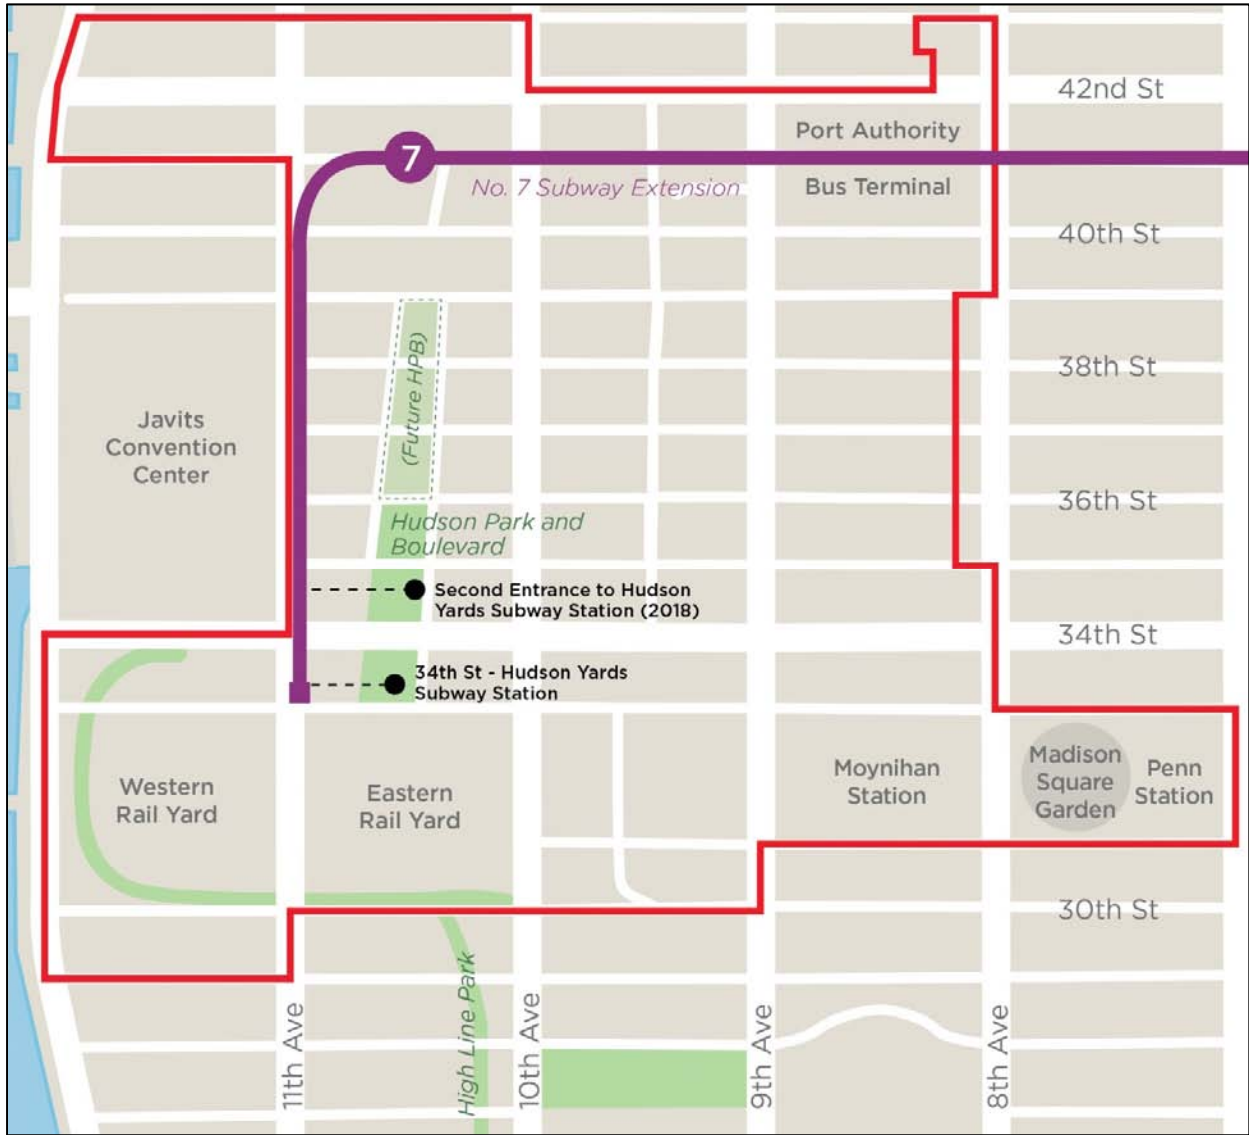 42nd St
Port Authority
7
No. 7 Subway Extension
Bus Terminal
40th St
(Future HPB)
38th St
Javits
Convention
Center
36th St
Hudson Park and
Boulevard
Second Entrance to Hudson
Yards Subway Station (2018)
34th St
34th St - Hudson Yards
Subway Station
Western
Rail Yard
Eastern
Rail Yard
Moynihan
Station
Madison
Square
Garden
Penn
Station
30th St
11th Ave
High Line Park
10th Ave
9th Ave
8th Ave